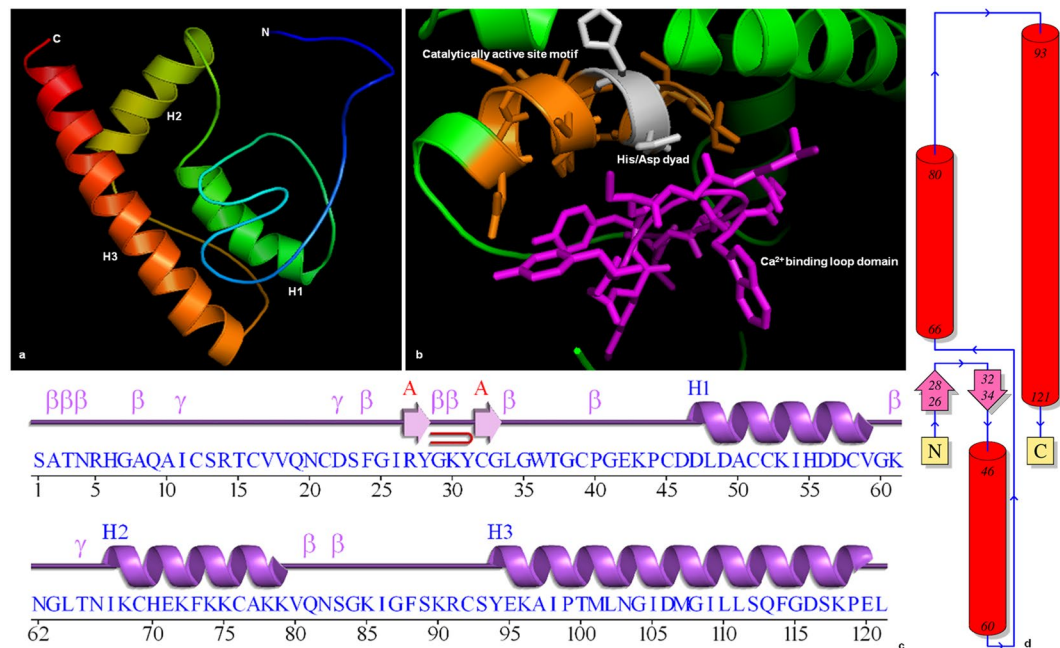 C
N
H2
H3
H1
a
Catalytically active site motif
His/Asp dyad
Ca²⁺ binding loop domain
b
β β β β γ γ β A β β A β β H1 β
SATNRHGAQAICSRTCVVQNCDSFGIRYGKYCGLGWTGCPGEKPCDDLDACCKIHDDCVGK
1 5 10 15 20 25 30 35 40 45 50 55 60
H2 γ β β H3
NGLTNIKCHEKFKKCAKKVQNSGKIGFSKRCSYEKAIPTMLNGIDMGILLSQFGDSKPEL
62 70 75 80 85 90 95 100 105 110 115 120
c
93
80
66
28
26
32
34
121
N
C
46
60
d